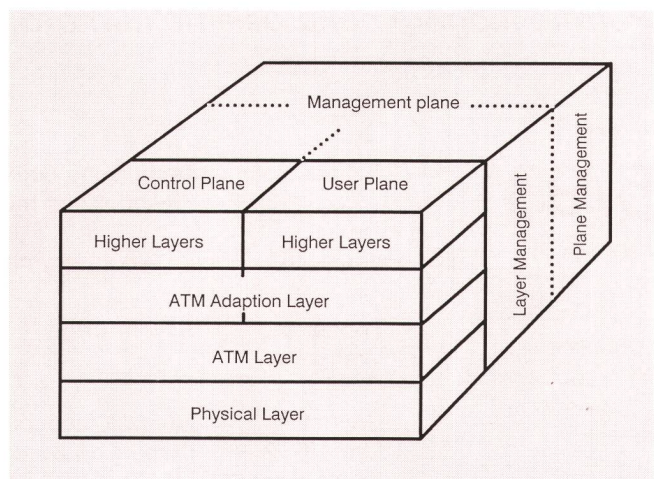 Management plane
Control Plane
User Plane
Higher Layers
Higher Layers
ATM Adaption Layer
ATM Layer
Physical Layer
Layer Management
Plane Management